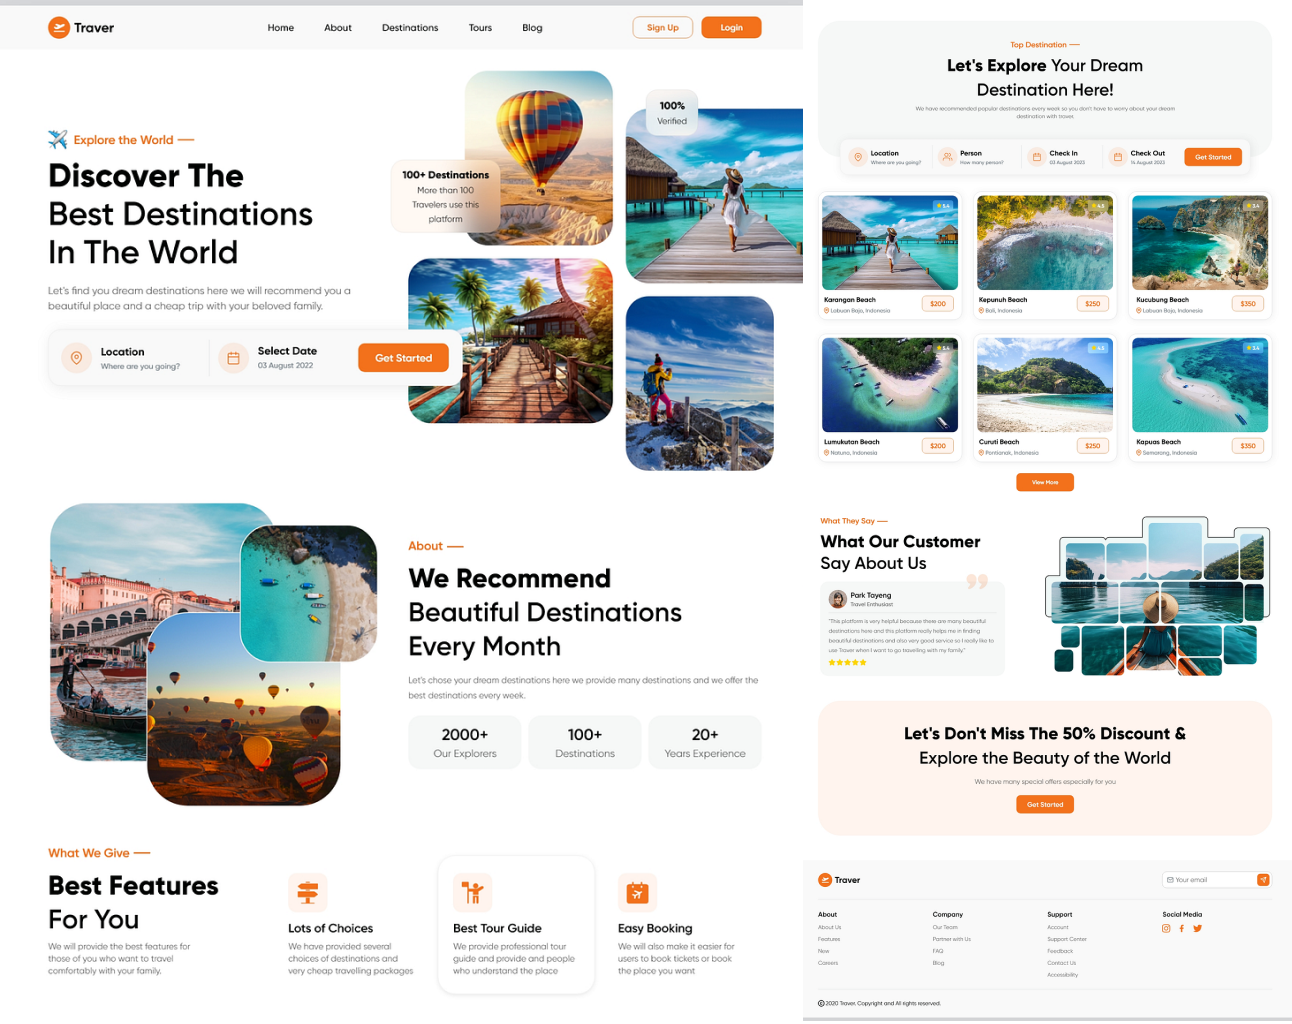 Traver
Home
About
Destinations
Tours
Blog
Sign Up
Login
Explore the World
Discover The
Best Destinations
In The World
Let's find you dream destinations here we will recommend you a
beautiful place and a cheap trip with your beloved family.
Location
Where are you going?
Select Date
03 August 2022
Get Started
100+ Destinations
More than 100
Travelers use this
platform
100%
Verified
About
We Recommend
Beautiful Destinations
Every Month
Let's chose your dream destinations here we provide many destinations and we offer the
best destinations every week.
2000+
Our Explorers
100+
Destinations
20+
Years Experience
What We Give
Best Features
For You
We will provide the best features for
those of you who want to travel
comfortably with your family.
Lots of Choices
We have provided several
choices of destinations and
very cheap travelling packages
Best Tour Guide
We provide professional tour
guide and provide and people
who understand the place
Easy Booking
We will also make it easier for
users to book tickets or book
the place you want
Top Destination
Let's Explore Your Dream
Destination Here!
We have recommended popular destinations every week so you don't have to worry about your dream
destination with traver.
Location
Where are you going?
Person
How many person?
Check In
03 August 2023
Check Out
14 August 2023
Get Started
Karangan Beach
Labuan Bajo, Indonesia
$200
Kepunuh Beach
Bali, Indonesia
$250
Kucubung Beach
Labuan Bajo, Indonesia
$350
Lumukutan Beach
Natuna, Indonesia
$200
Curuti Beach
Pontianak, Indonesia
$250
Kapuas Beach
Semarang, Indonesia
$350
View More
What They Say
What Our Customer
Say About Us
Park Tayeng
Travel Enthusiast
"This platform is very helpful because there are many beautiful
destinations here and this platform really helps me in finding
beautiful destinations and also very good service so I really like to
use Traver when I want to go travelling with my family."
Let's Don't Miss The 50% Discount &
Explore the Beauty of the World
We have many special offers especially for you
Get Started
Traver
Your email
About
About Us
Features
New
Careers
Company
Our Team
Partner with Us
FAQ
Blog
Support
Account
Support Center
Feedback
Contact Us
Accessibility
Social Media
© 2020 Traver. Copyright and All rights reserved.